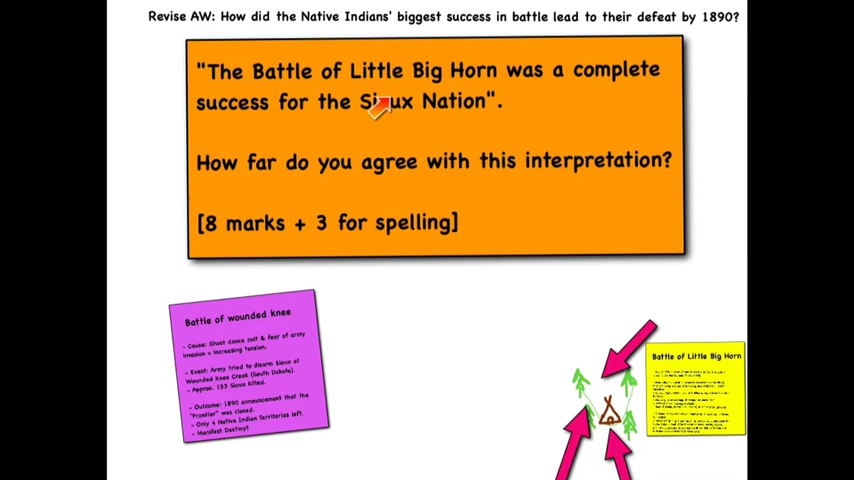 Revise AW: How did the Native Indians' biggest success in battle lead to their defeat by 1890?
"The Battle of Little Big Horn was a complete
success for the Sioux Nation".
How far do you agree with this interpretation?
[8 marks + 3 for spelling]
Battle of wounded knee
- Cause: Ghost dance cult & fear of army
invasion = increasing tension.
- Event: Army tried to disarm Sioux at
Wounded Knee Creek (South Dakota).
- Approx. 153 Sioux killed.
- Outcome: 1890 announcement that the
"Frontier" was closed.
- Only 4 Native Indian Territories left.
- Manifest Destiny?
Battle of Little Big Horn